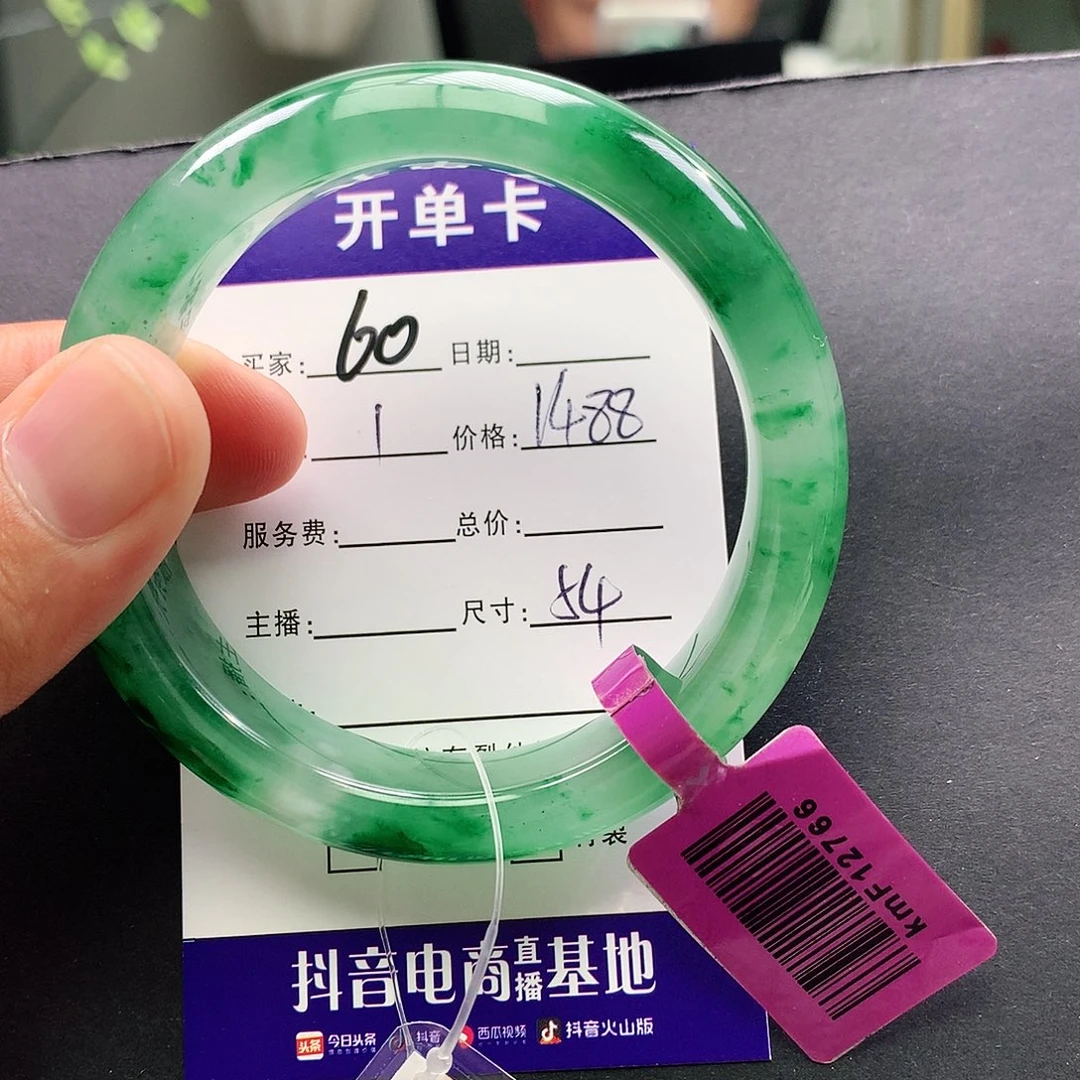 开单卡
买家: 60 日期:
1 价格: 1488
服务费: 总价:
主播: 尺寸: 54
抖音电商直播基地
头条 今日头条 抖音 西瓜视频 抖音火山版
KmF12766